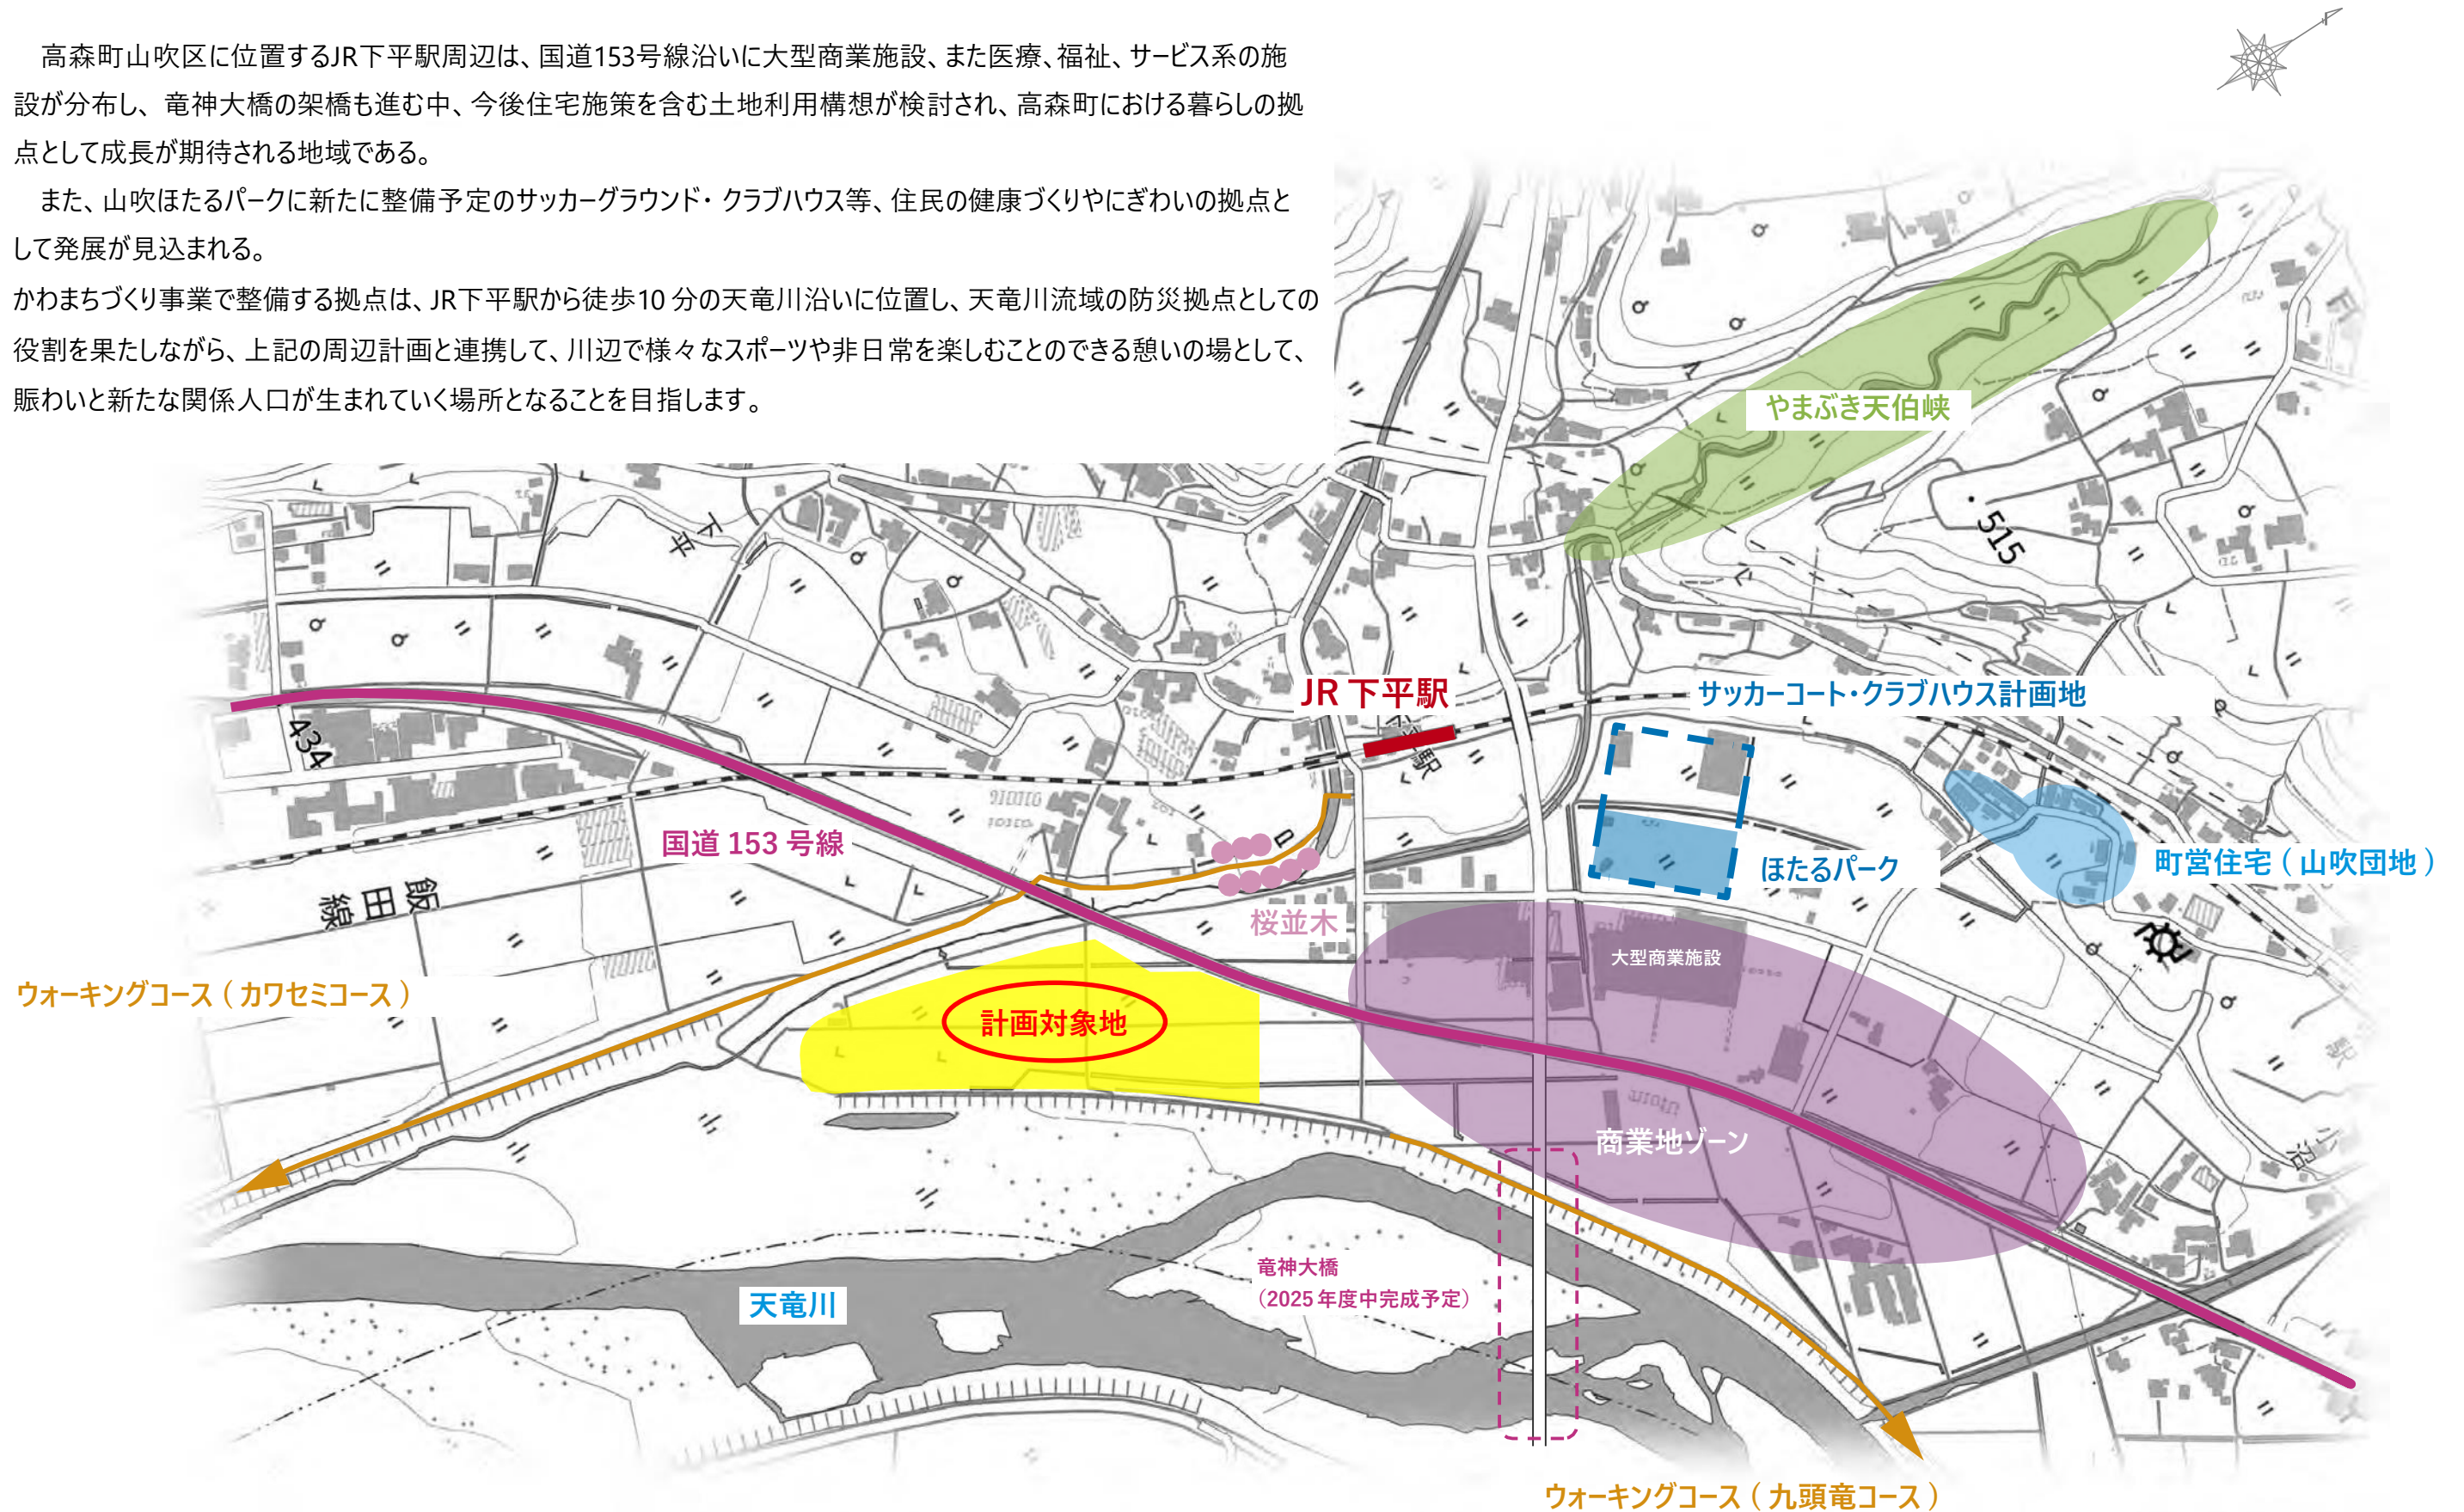 高森町山吹区に位置するJR下平駅周辺は、国道153号線沿いに大型商業施設、また医療、福祉、サービス系の施
設が分布し、竜神大橋の架橋も進む中、今後住宅施策を含む土地利用構想が検討され、高森町における暮らしの拠
点として成長が期待される地域である。
また、山吹ほたるパークに新たに整備予定のサッカーグラウンド・クラブハウス等、住民の健康づくりやにぎわいの拠点と
して発展が見込まれる。
かわまちづくり事業で整備する拠点は、JR下平駅から徒歩10分の天竜川沿いに位置し、天竜川流域の防災拠点としての
役割を果たしながら、上記の周辺計画と連携して、川辺で様々なスポーツや非日常を楽しむことのできる憩いの場として、
賑わいと新たな関係人口が生まれていく場所となることを目指します。
やまぶき天伯峡
515
下平
JR下平駅
サッカーコート・クラブハウス計画地
434
国道153号線
ほたるパーク
町営住宅(山吹団地)
飯田線
桜並木
大型商業施設
ウォーキングコース(カワセミコース)
計画対象地
商業地ゾーン
竜神大橋
(2025年度中完成予定)
天竜川
ウォーキングコース(九頭竜コース)